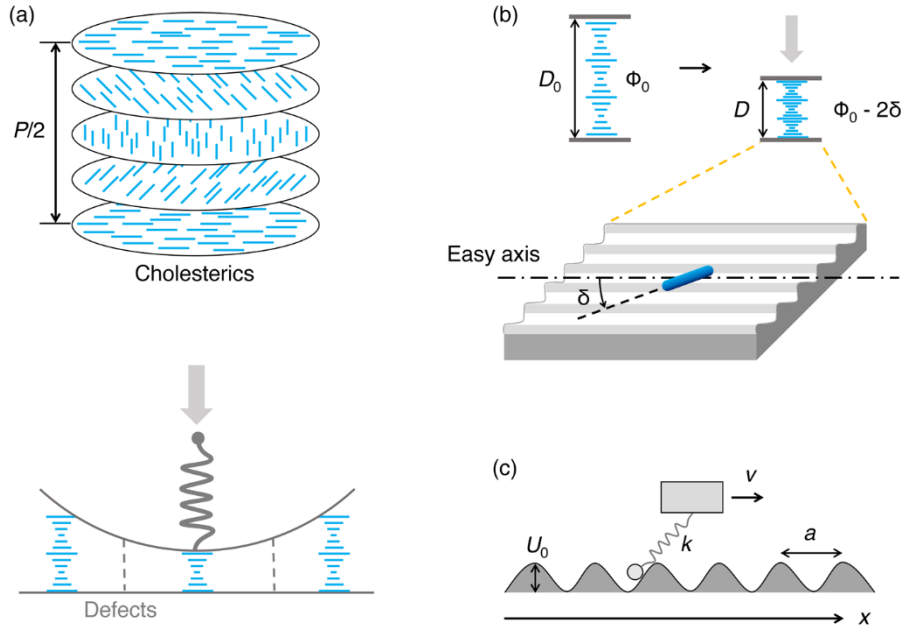 (a)
P/2
Cholesterics
Defects
(b)
D₀
Φ₀
D
Φ₀ - 2δ
Easy axis
δ
(c)
v
k
U₀
a
x